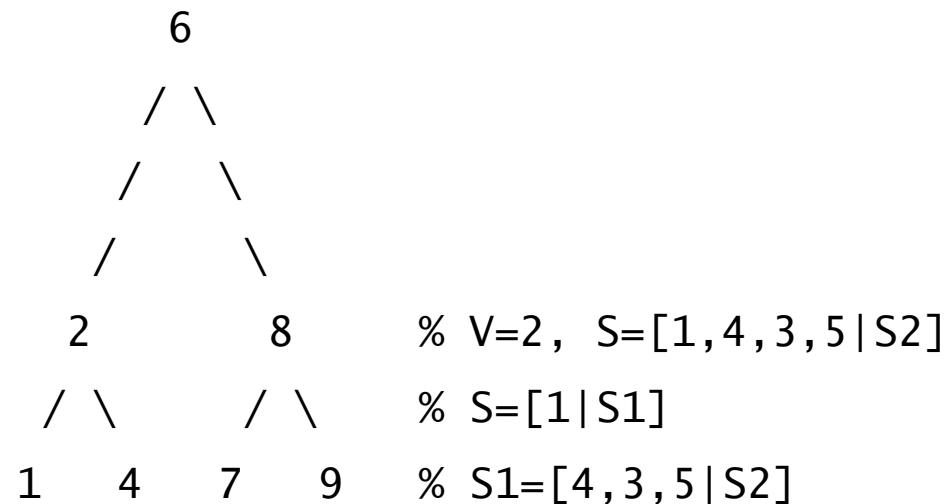 6
/ \
/ \
/ \
2 8 % V=2, S=[1,4,3,5|S2]
/ \ / \ % S=[1|S1]
1 4 7 9 % S1=[4,3,5|S2]